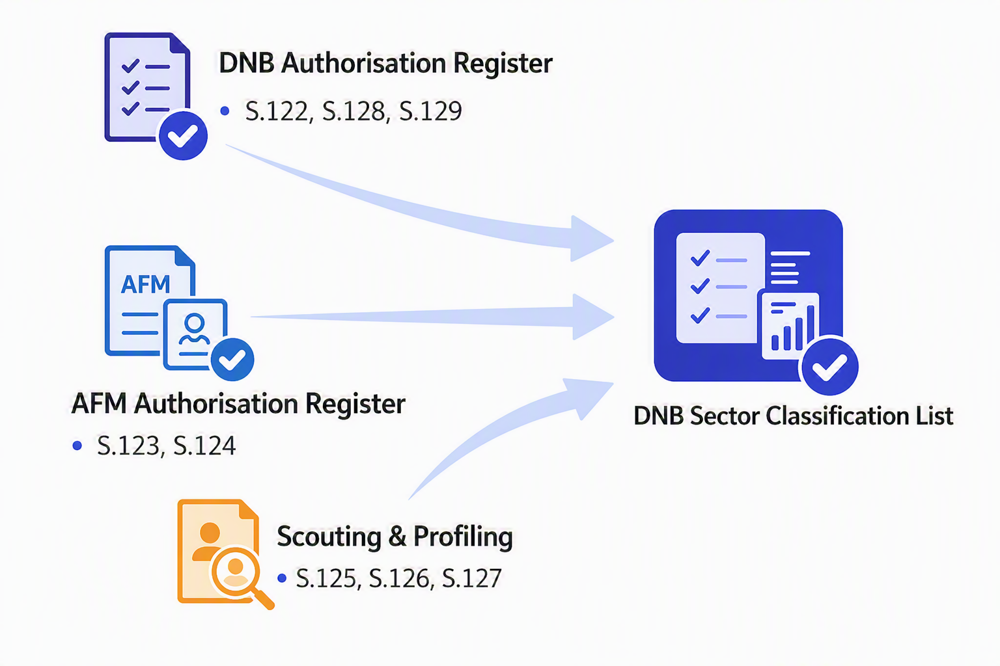 DNB Authorisation Register
• S.122, S.128, S.129
AFM
AFM Authorisation Register
• S.123, S.124
Scouting & Profiling
• S.125, S.126, S.127
DNB Sector Classification List